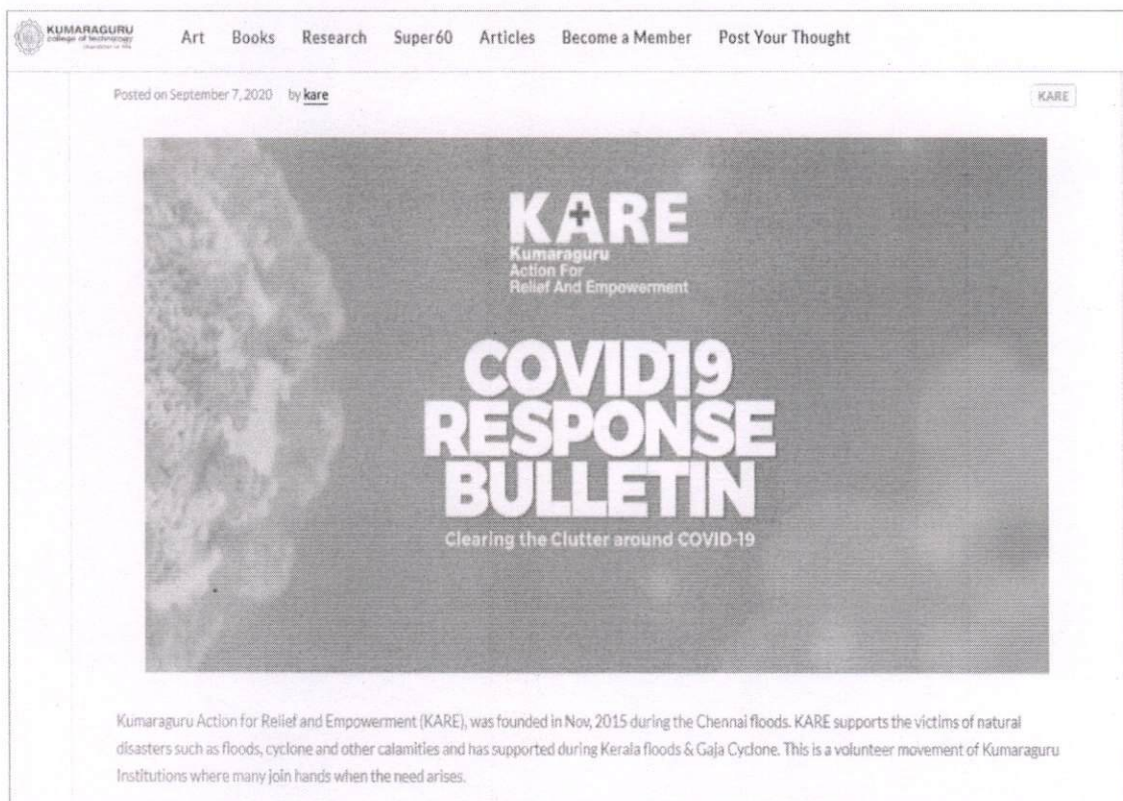 KUMARAGURU
college of technology
Art Books Research Super60 Articles Become a Member Post Your Thought
Posted on September 7, 2020 by kare
KARE
KARE
Kumaraguru
Action For
Relief And Empowerment
COVID19
RESPONSE
BULLETIN
Clearing the Clutter around COVID-19
Kumaraguru Action for Relief and Empowerment (KARE), was founded in Nov, 2015 during the Chennai floods. KARE supports the victims of natural
disasters such as floods, cyclone and other calamities and has supported during Kerala floods & Gaja Cyclone. This is a volunteer movement of Kumaraguru
Institutions where many join hands when the need arises.